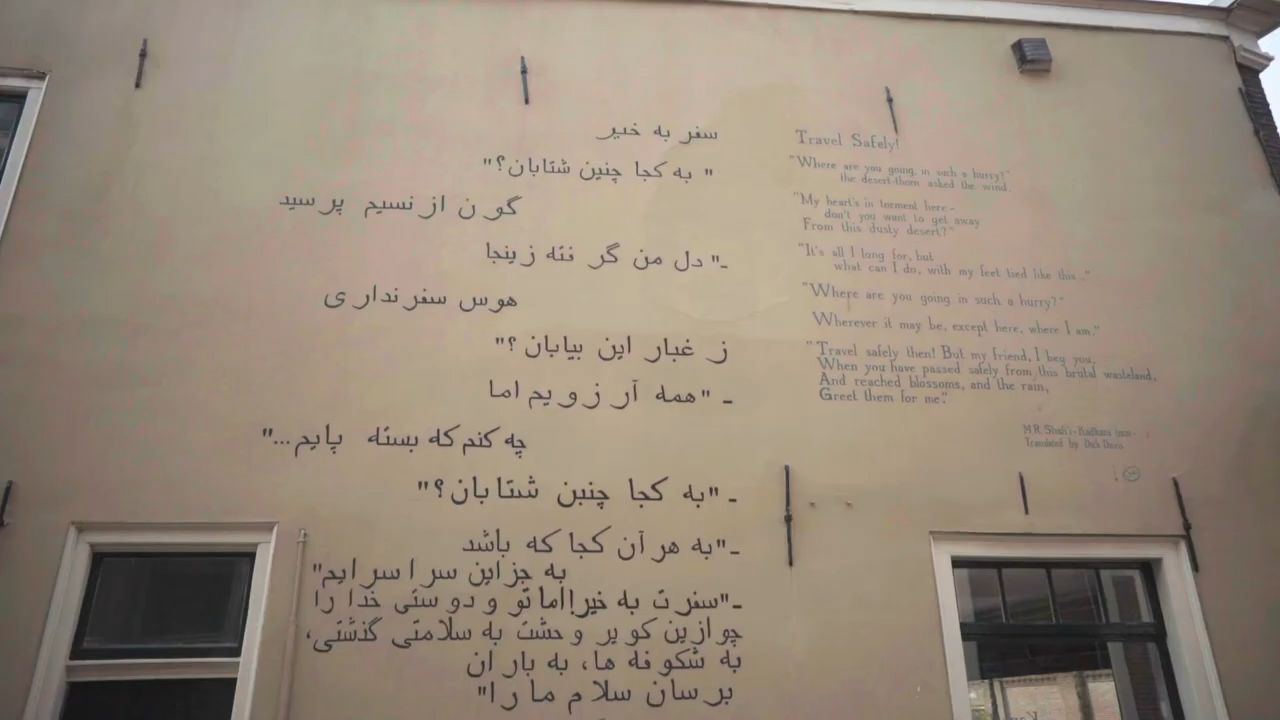 سفر به خیر
" به کجا چنین شتابان؟"
گون از نسیم پرسید
ـ" دل من گرفته زینجا
هوس سفر نداری
ز غبار این بیابان ؟"
ـ "همه آرزویم اما
چه کنم که بسته پایم..."
ـ "به کجا چنین شتابان؟"
ـ"به هر آن کجا که باشد
به جز این سرا سرایم"
ـ"سفرت به خیر!اما تو و دوستی خدا را
چو ازین کویر وحشت به سلامتی گذشتی،
به شکوفه ها، به باران
برسان سلام ما را"
Travel Safely!
"Where are you going, in such a hurry?"
the desert-thorn asked the wind.
"My heart's in torment here -
don't you want to get away
From this dusty desert?"
"It's all I long for, but
what can I do, with my feet tied like this..."
"Where are you going in such a hurry?"
Wherever it may be, except here, where I am."
"Travel safely then! But my friend, I beg you,
When you have passed safely from this brutal wasteland,
And reached blossoms, and the rain,
Greet them for me."
M.R. Shafi'i-Kadkani
Translated by Dick Davis